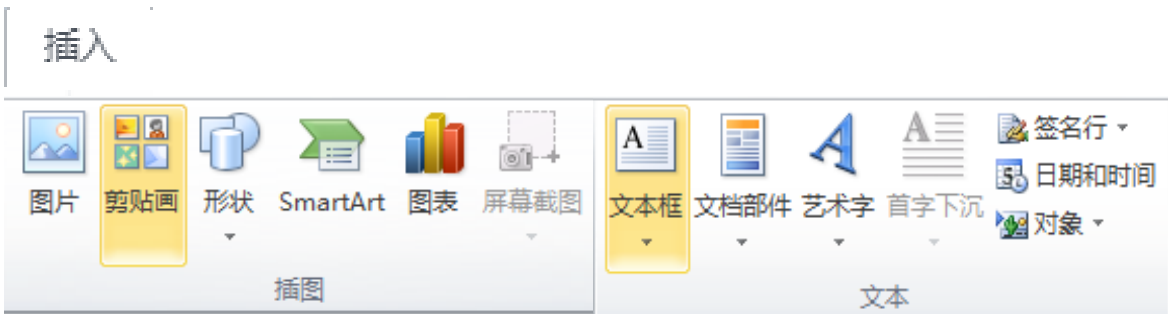 插入
图片 剪贴画 形状 SmartArt 图表 屏幕截图
插图
文本框 文档部件 艺术字 首字下沉
签名行
日期和时间
对象
文本